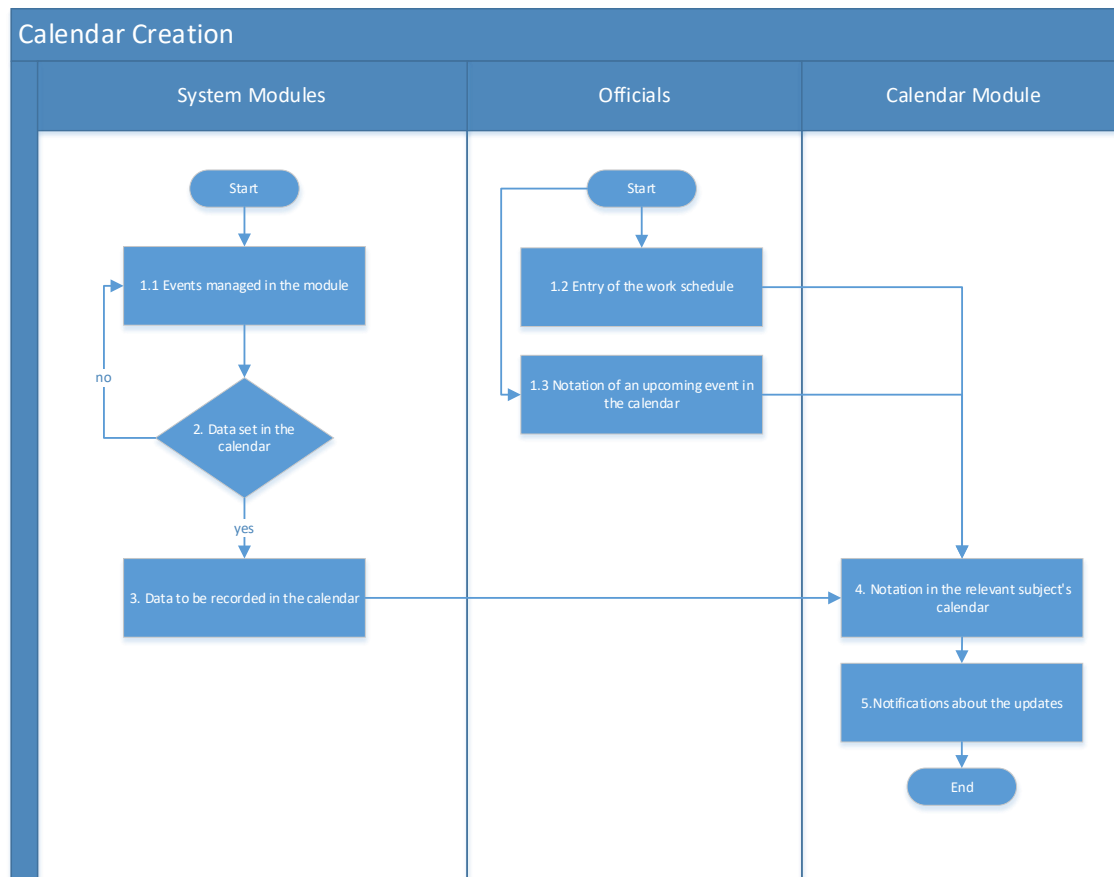 Calendar Creation
System Modules
Officials
Calendar Module
Start
Start
1.1 Events managed in the module
1.2 Entry of the work schedule
1.3 Notation of an upcoming event in
the calendar
no
2. Data set in the
calendar
yes
3. Data to be recorded in the calendar
4. Notation in the relevant subject's
calendar
5.Notifications about the updates
End